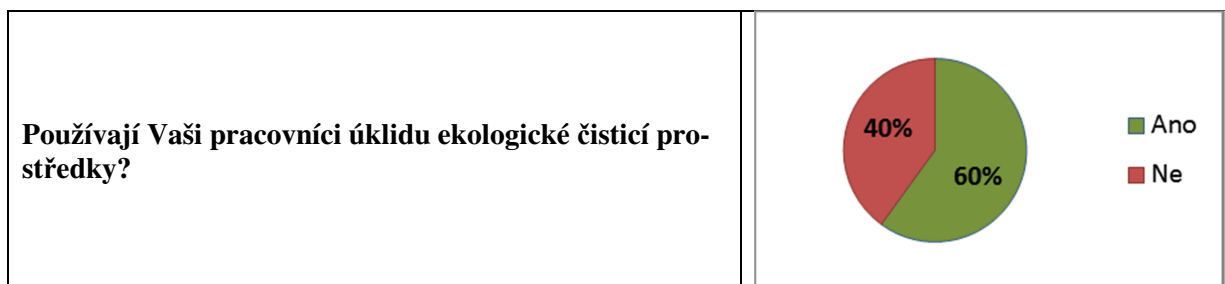 Používají Vaši pracovníci úklidu ekologické čisticí pro-
středky?
40%
60%
Ano
Ne